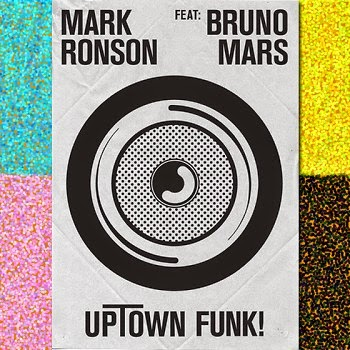 MARK RONSON
FEAT:
BRUNO MARS
UPTOWN FUNK!